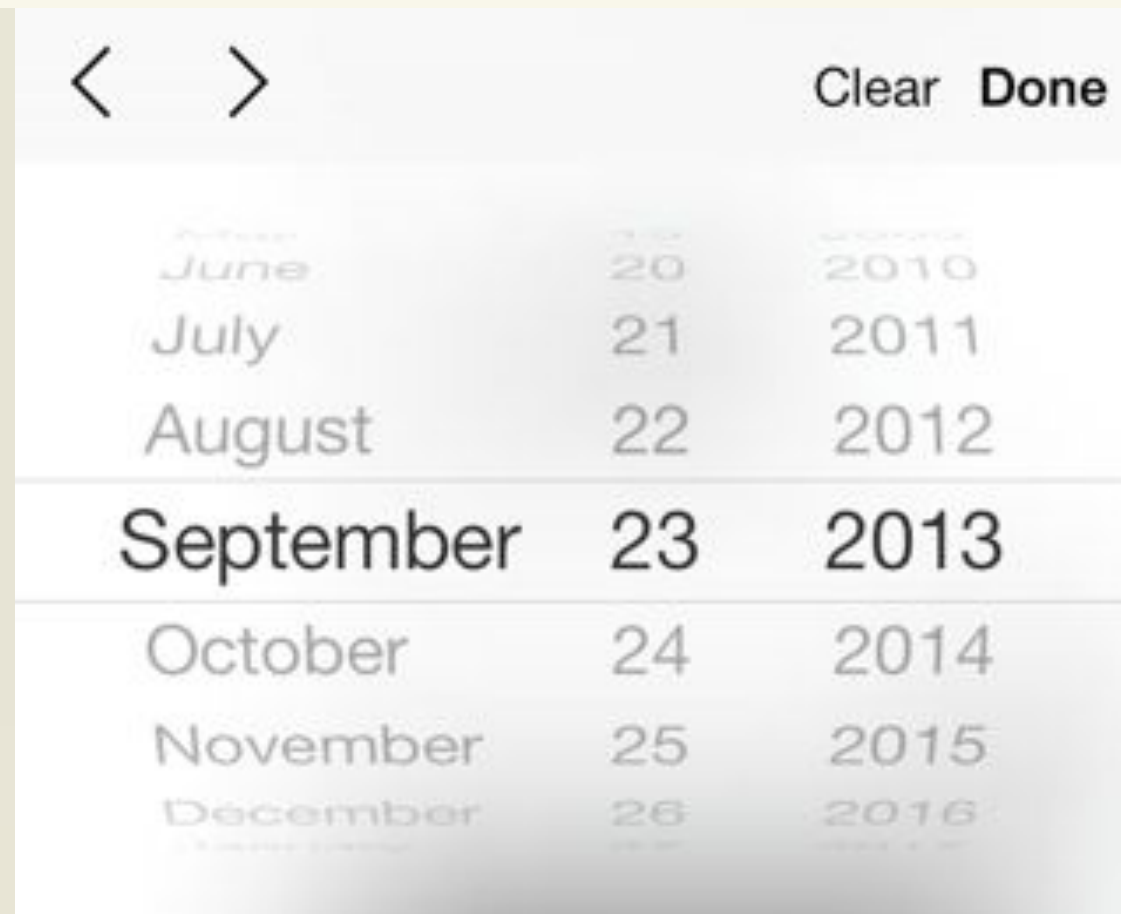 Clear Done
June 20 2010
July 21 2011
August 22 2012
September 23 2013
October 24 2014
November 25 2015
December 26 2016